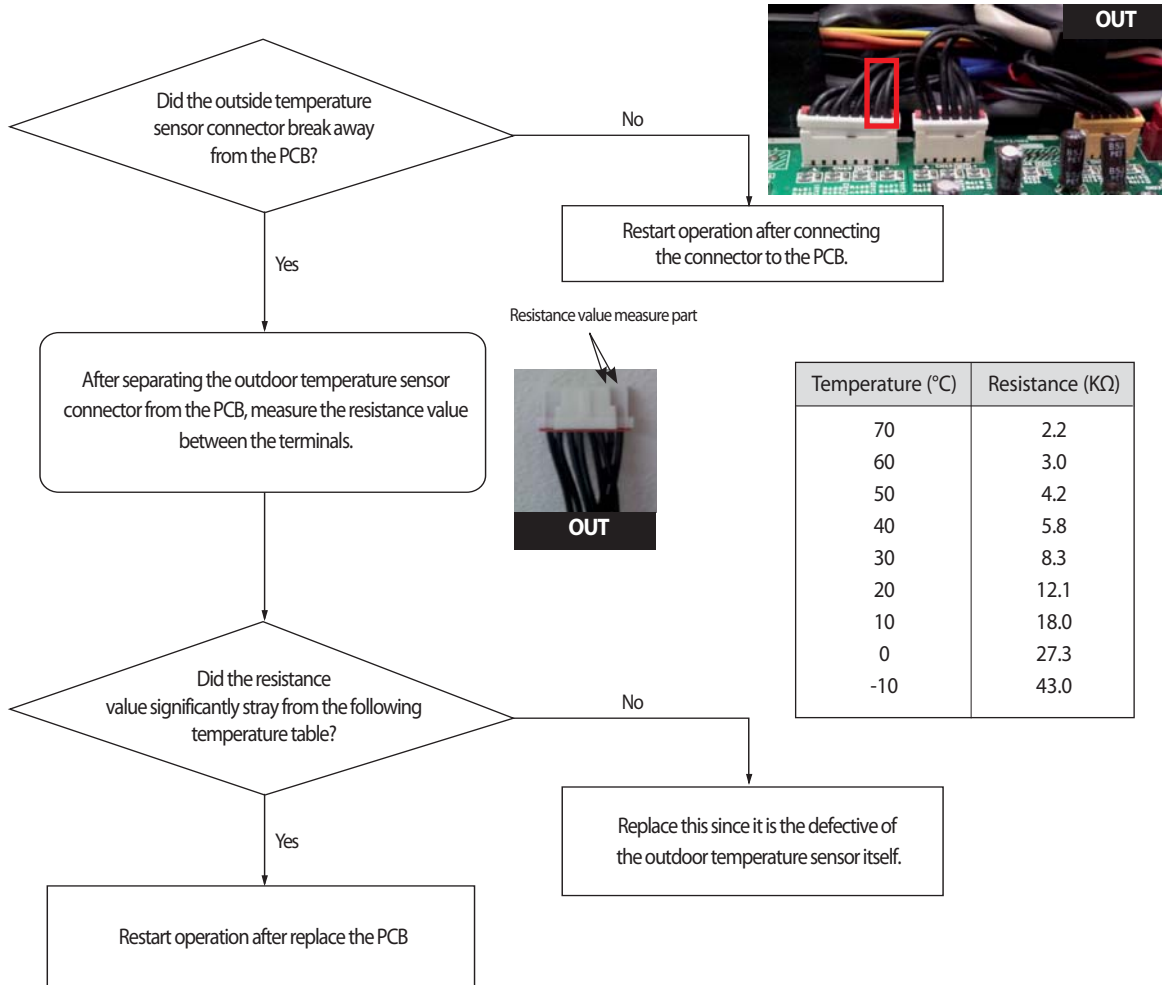 OUT
Did the outside temperature
sensor connector break away
from the PCB?
No
Restart operation after connecting
the connector to the PCB.
Yes
Resistance value measure part
After separating the outdoor temperature sensor
connector from the PCB, measure the resistance value
between the terminals.
OUT
Temperature (°C) Resistance (KΩ)
70 2.2
60 3.0
50 4.2
40 5.8
30 8.3
20 12.1
10 18.0
0 27.3
-10 43.0
Did the resistance
value significantly stray from the following
temperature table?
No
Replace this since it is the defective of
the outdoor temperature sensor itself.
Yes
Restart operation after replace the PCB